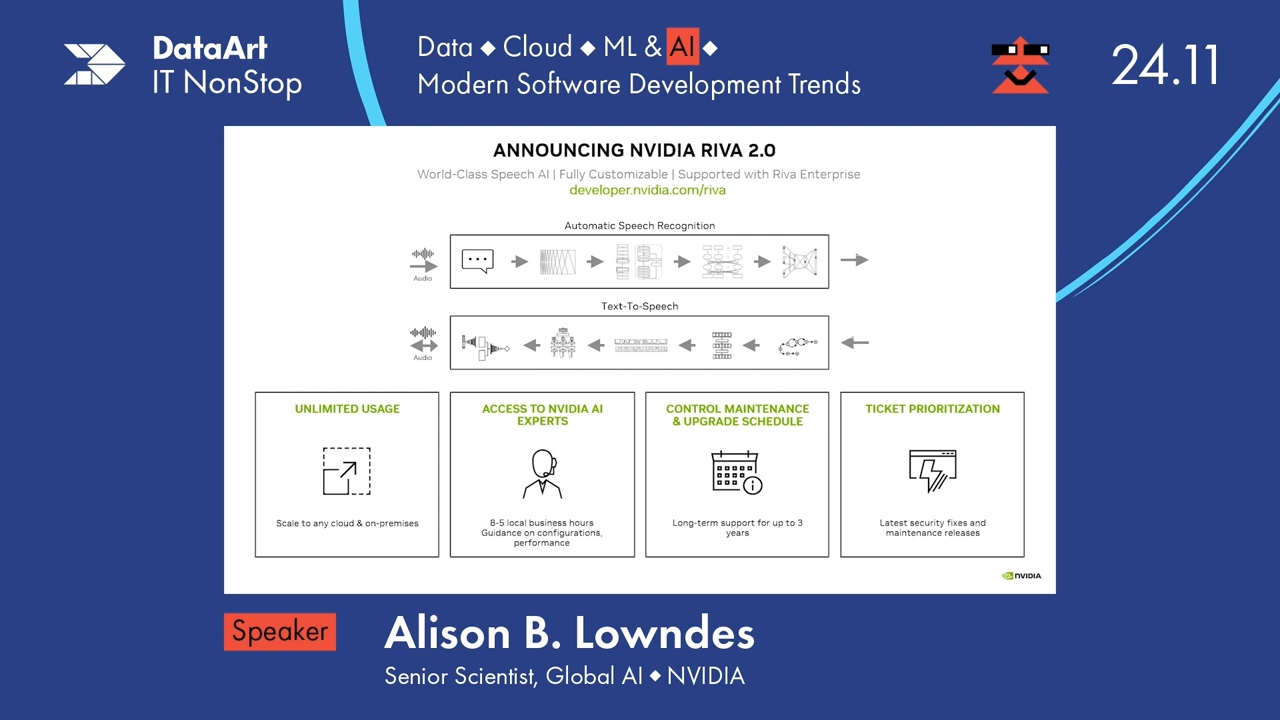 DataArt
IT NonStop
Data ◆ Cloud ◆ ML & AI ◆
Modern Software Development Trends
24.11
ANNOUNCING NVIDIA RIVA 2.0
World-Class Speech AI | Fully Customizable | Supported with Riva Enterprise
developer.nvidia.com/riva
Automatic Speech Recognition
Audio
Text-To-Speech
Audio
UNLIMITED USAGE
Scale to any cloud & on-premises
ACCESS TO NVIDIA AI
EXPERTS
8-5 local business hours
Guidance on configurations,
performance
CONTROL MAINTENANCE
& UPGRADE SCHEDULE
Long-term support for up to 3
years
TICKET PRIORITIZATION
Latest security fixes and
maintenance releases
NVIDIA
Speaker
Alison B. Lowndes
Senior Scientist, Global AI ◆ NVIDIA